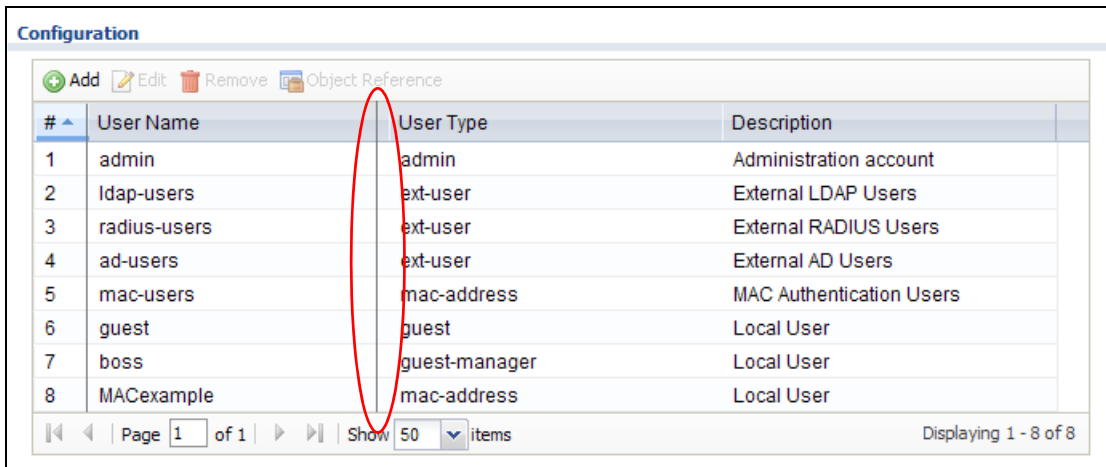 Configuration
Add Edit Remove Object Reference
# User Name User Type Description
1 admin admin Administration account
2 ldap-users ext-user External LDAP Users
3 radius-users ext-user External RADIUS Users
4 ad-users ext-user External AD Users
5 mac-users mac-address MAC Authentication Users
6 guest guest Local User
7 boss guest-manager Local User
8 MACexample mac-address Local User
Page 1 of 1 Show 50 items Displaying 1 - 8 of 8